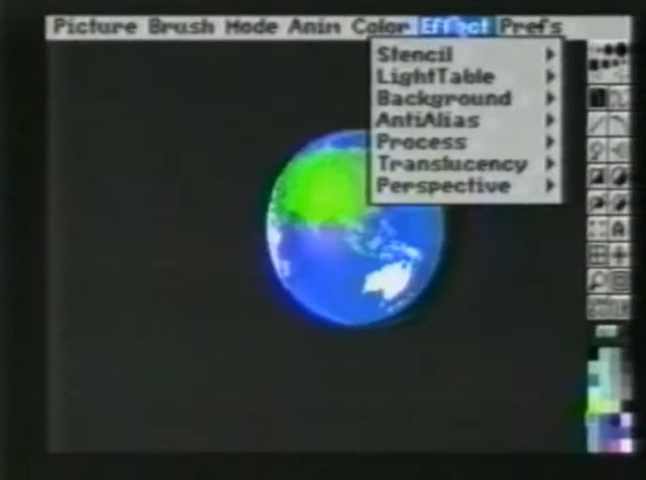 Picture Brush Mode Anim Color Effect Prefs
Stencil
LightTable
Background
AntiAlias
Process
Translucency
Perspective
A